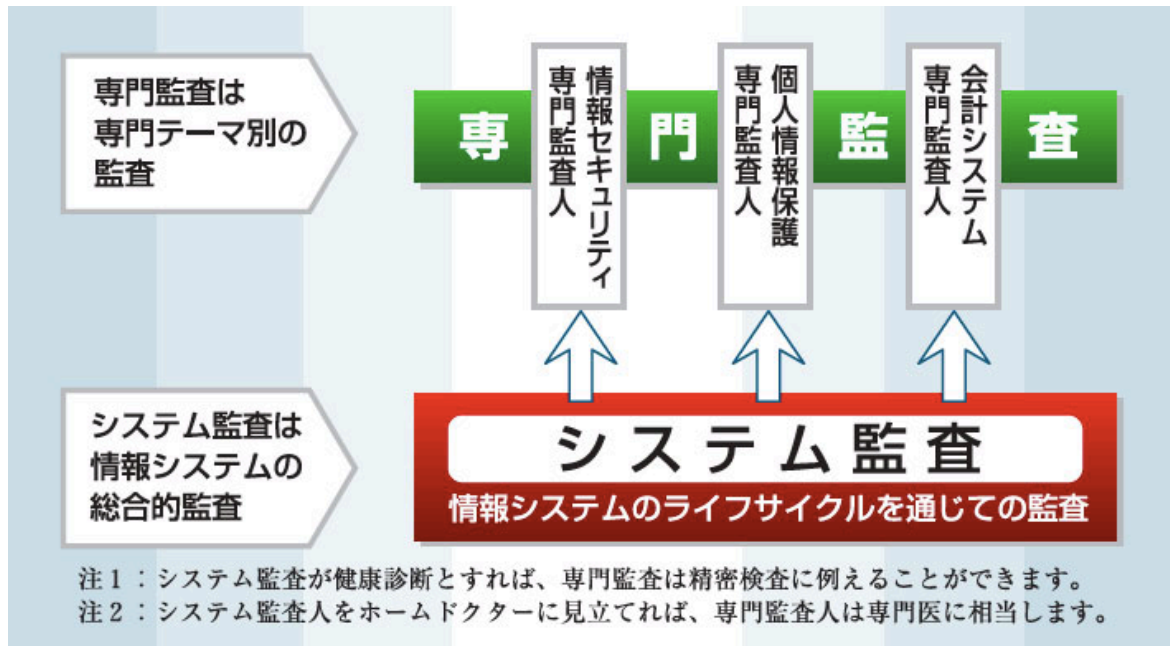 専門監査は
専門テーマ別の
監査
専門監査
情報セキュリティ
専門監査人
個人情報保護
専門監査人
会計システム
専門監査人
システム監査は
情報システムの
総合的監査
システム監査
情報システムのライフサイクルを通じての監査
注1：システム監査が健康診断とすれば、専門監査は精密検査に例えることができます。
注2：システム監査人をホームドクターに見立てれば、専門監査人は専門医に相当します。